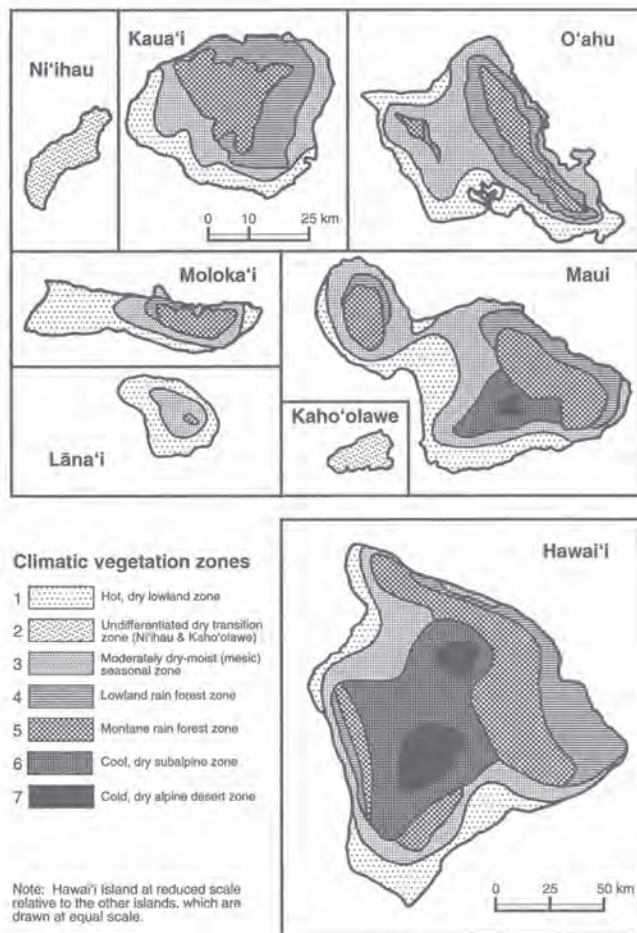 Ni‘ihau
Kaua‘i
O‘ahu
0 10 25 km
Moloka‘i
Maui
Lāna‘i
Kaho‘olawe
Climatic vegetation zones
1 Hot, dry lowland zone
2 Undifferentiated dry transition
zone (Ni‘ihau & Kaho‘olawe)
3 Moderately dry-moist (mesic)
seasonal zone
4 Lowland rain forest zone
5 Montane rain forest zone
6 Cool, dry subalpine zone
7 Cold, dry alpine desert zone
Note: Hawai‘i Island at reduced scale
relative to the other islands, which are
drawn at equal scale.
Hawai‘i
0 25 50 km